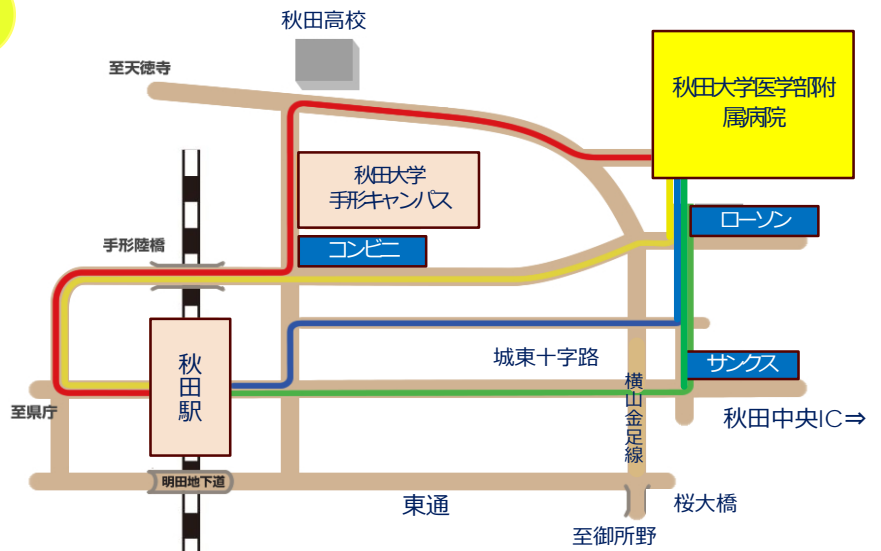 秋田高校
至天徳寺
秋田大学医学部附
属病院
秋田大学
手形キャンパス
ローソン
手形陸橋
コンビニ
秋田駅
城東十字路
サンクス
横山金足線
至県庁
秋田中央IC⇒
明田地下道
東通
桜大橋
至御所野